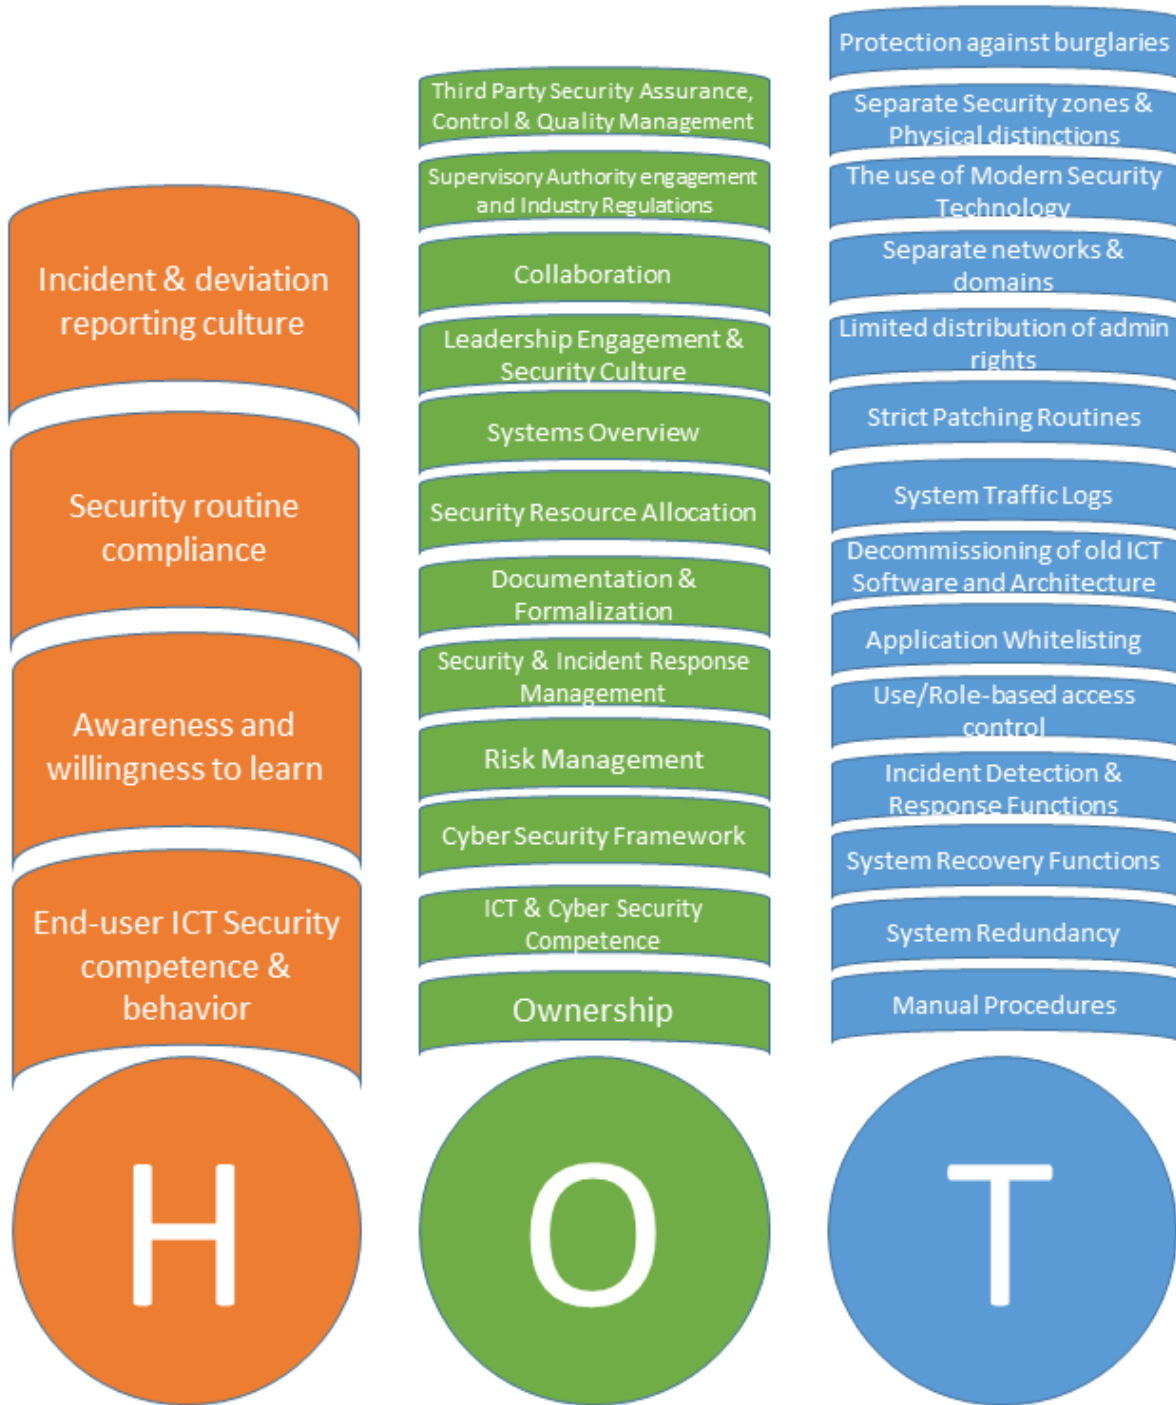 Incident & deviation
reporting culture
Security routine
compliance
Awareness and
willingness to learn
End-user ICT Security
competence &
behavior
H
Third Party Security Assurance,
Control & Quality Management
Supervisory Authority engagement
and Industry Regulations
Collaboration
Leadership Engagement &
Security Culture
Systems Overview
Security Resource Allocation
Documentation &
Formalization
Security & Incident Response
Management
Risk Management
Cyber Security Framework
ICT & Cyber Security
Competence
Ownership
O
Protection against burglaries
Separate Security zones &
Physical distinctions
The use of Modern Security
Technology
Separate networks &
domains
Limited distribution of admin
rights
Strict Patching Routines
System Traffic Logs
Decommissioning of old ICT
Software and Architecture
Application Whitelisting
Use/Role-based access
control
Incident Detection &
Response Functions
System Recovery Functions
System Redundancy
Manual Procedures
T